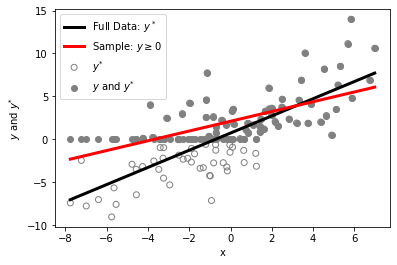 15
10
5
0
−5
−10
y and y*
Full Data: y*
Sample: y ≥ 0
y*
y and y*
−8 −6 −4 −2 0 2 4 6
x